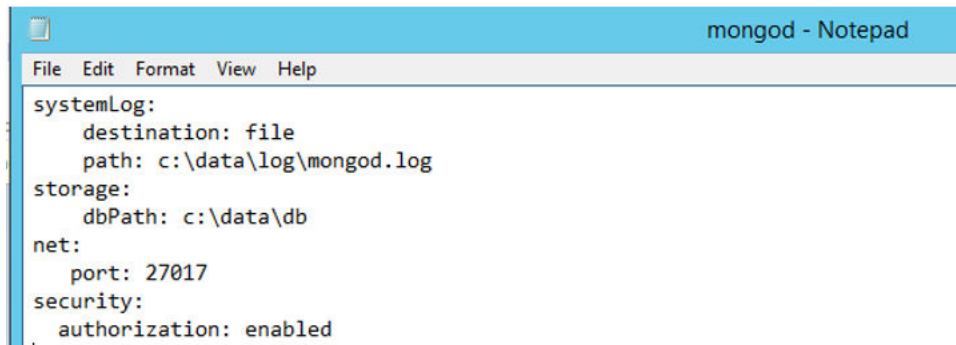 mongod - Notepad
File Edit Format View Help
systemLog:
    destination: file
    path: c:\data\log\mongod.log
storage:
    dbPath: c:\data\db
net:
   port: 27017
security:
  authorization: enabled